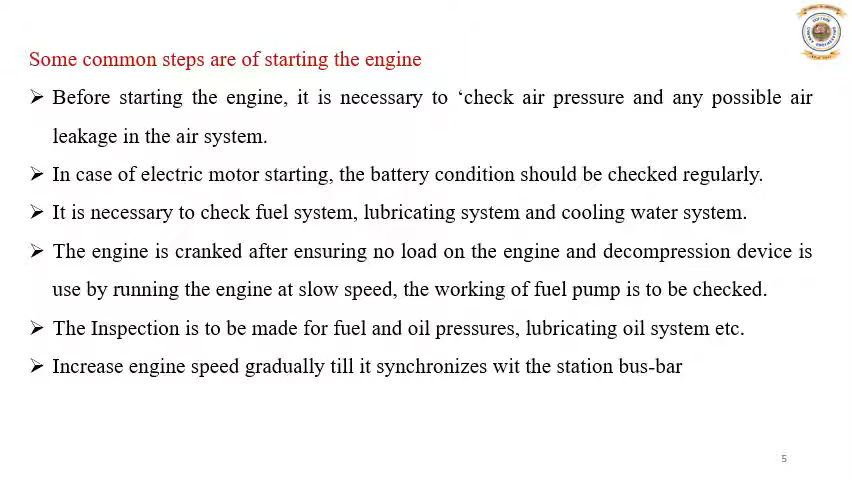 Some common steps are of starting the engine
➢ Before starting the engine, it is necessary to ‘check air pressure and any possible air
leakage in the air system.
➢ In case of electric motor starting, the battery condition should be checked regularly.
➢ It is necessary to check fuel system, lubricating system and cooling water system.
➢ The engine is cranked after ensuring no load on the engine and decompression device is
use by running the engine at slow speed, the working of fuel pump is to be checked.
➢ The Inspection is to be made for fuel and oil pressures, lubricating oil system etc.
➢ Increase engine speed gradually till it synchronizes wit the station bus-bar
5